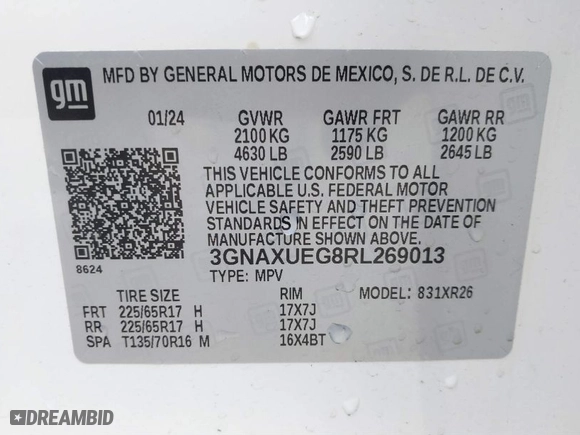 gm
MFD BY GENERAL MOTORS DE MEXICO, S. DE R.L. DE C.V.
01/24 GVWR GAWR FRT GAWR RR
2100 KG 1175 KG 1200 KG
4630 LB 2590 LB 2645 LB
THIS VEHICLE CONFORMS TO ALL
APPLICABLE U.S. FEDERAL MOTOR
VEHICLE SAFETY AND THEFT PREVENTION
STANDARDS IN EFFECT ON THE DATE OF
MANUFACTURE SHOWN ABOVE.
8624
3GNAXUEG8RL269013
TYPE: MPV
TIRE SIZE RIM MODEL: 831XR26
FRT 225/65R17 H 17X7J
RR 225/65R17 H 17X7J
SPA T135/70R16 M 16X4BT
DREAMBID